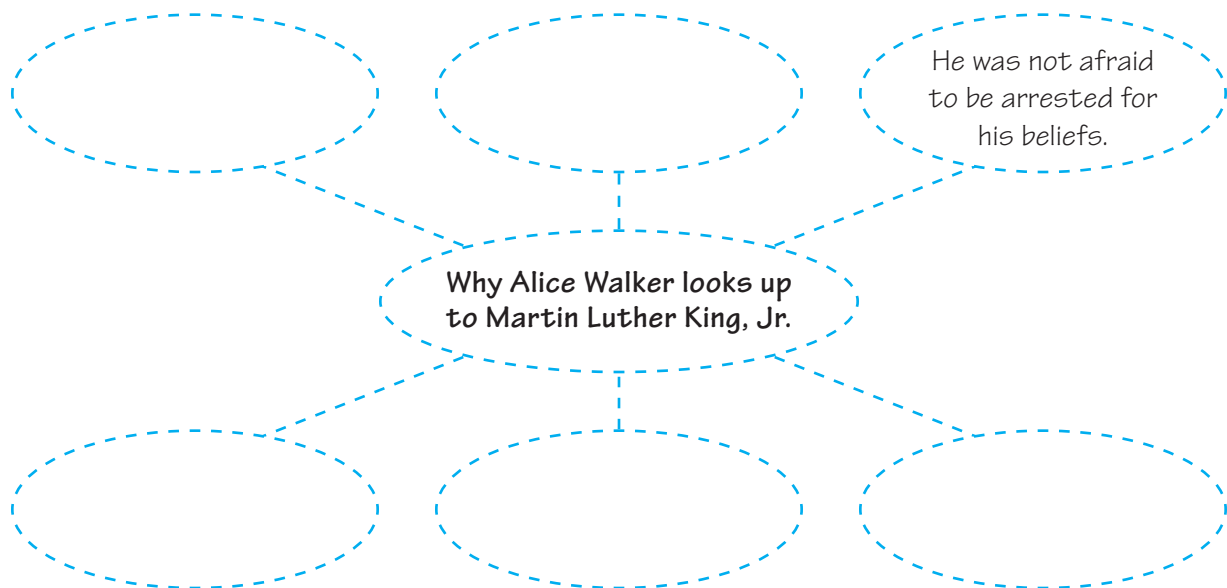 He was not afraid
to be arrested for
his beliefs.
Why Alice Walker looks up
to Martin Luther King, Jr.